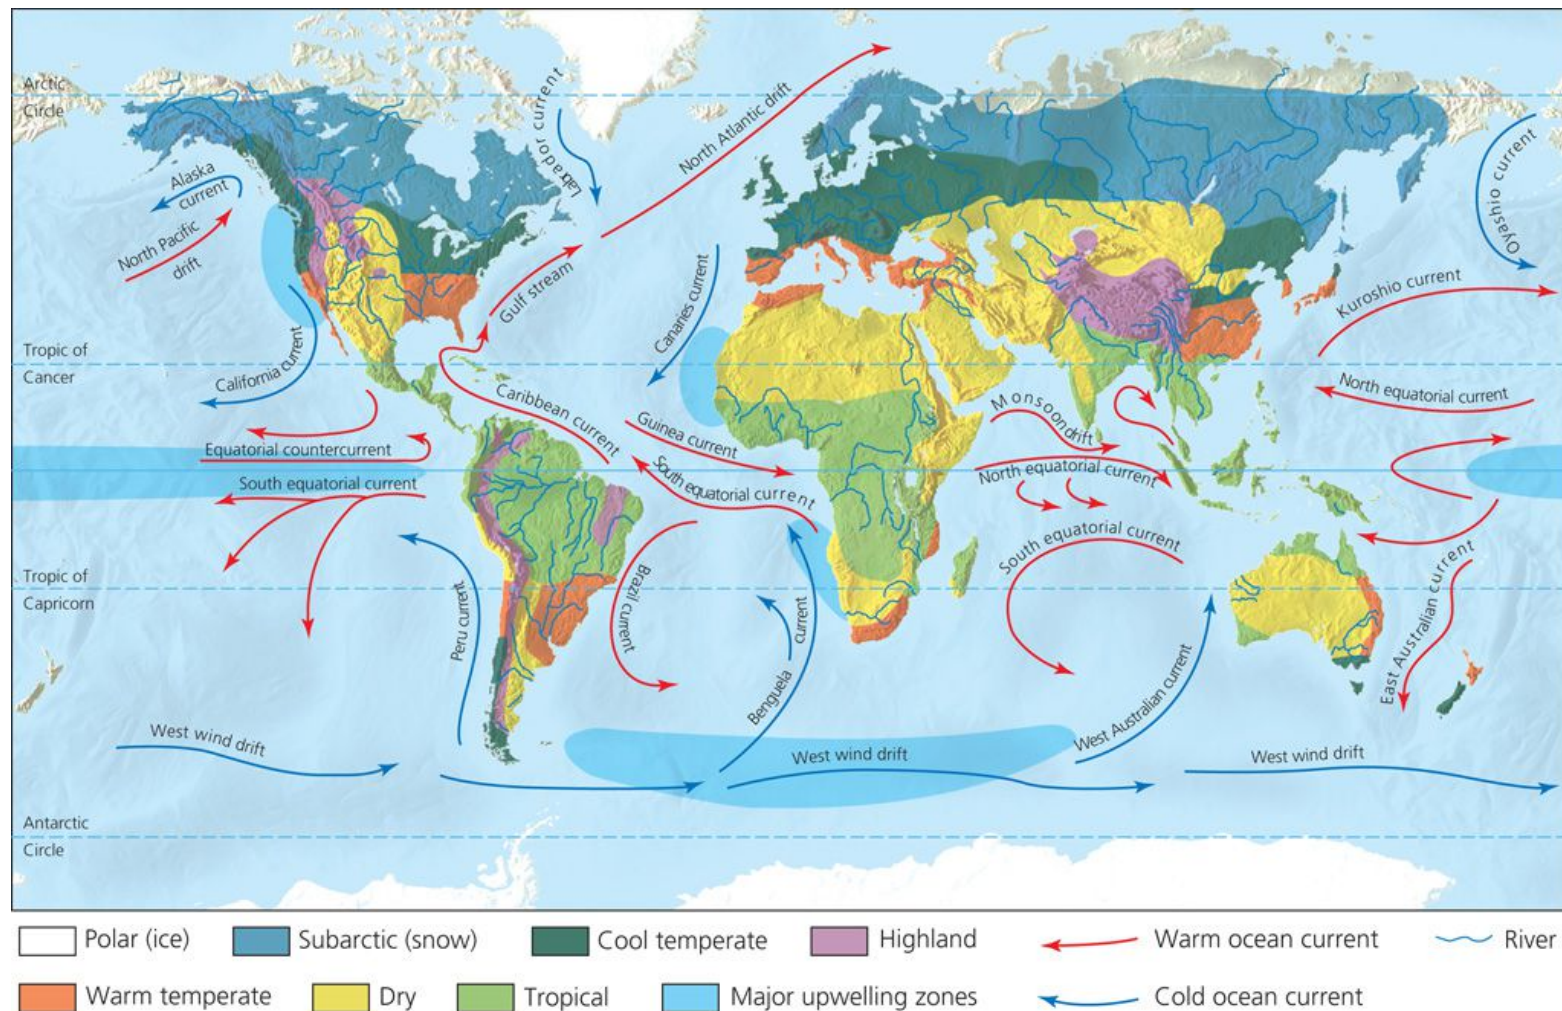 Arctic
Circle
Labrador current
North Atlantic drift
Alaska
current
North Pacific
drift
Oyashio current
Gulf stream
Kuroshio current
Canaries current
Tropic of
Cancer
California current
North equatorial current
Caribbean current
Monsoon drift
Guinea current
Equatorial countercurrent
South equatorial current
North equatorial current
South equatorial current
South equatorial current
Tropic of
Capricorn
Peru current
Brazil current
Benguela current
East Australian current
West Australian current
West wind drift
West wind drift
West wind drift
Antarctic
Circle
Polar (ice)
Subarctic (snow)
Cool temperate
Highland
Warm ocean current
River
Warm temperate
Dry
Tropical
Major upwelling zones
Cold ocean current